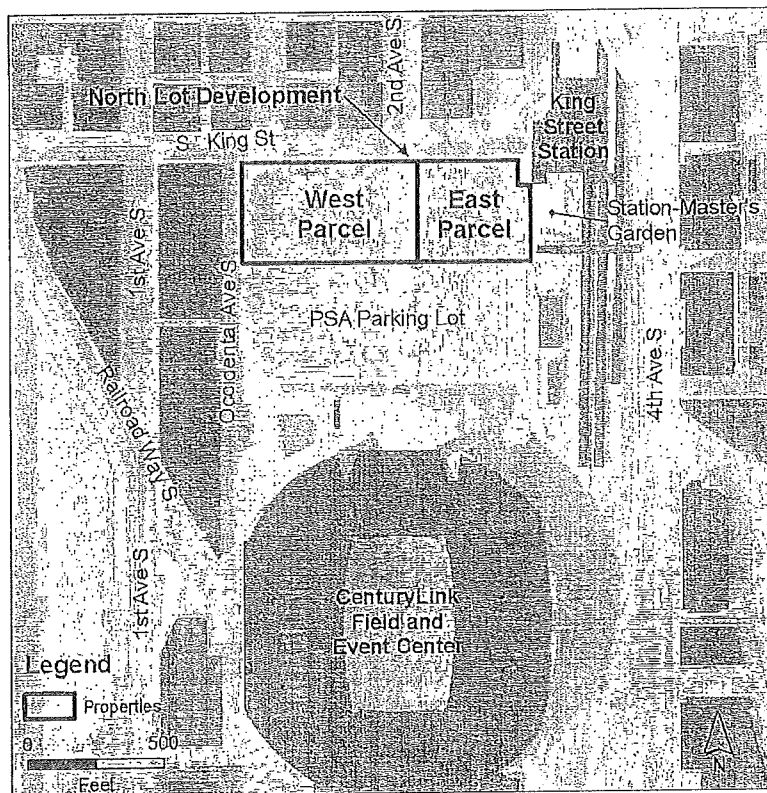 2nd Ave S
North Lot Development
King
Street
Station
S King St
West
Parcel
East
Parcel
Station-Master's
Garden
1st Ave S
Occidental Ave S
PSA Parking Lot
Railroad Way S
4th Ave S
1st Ave S
CenturyLink
Field and
Event Center
Legend
Properties
0 500
Feet
N